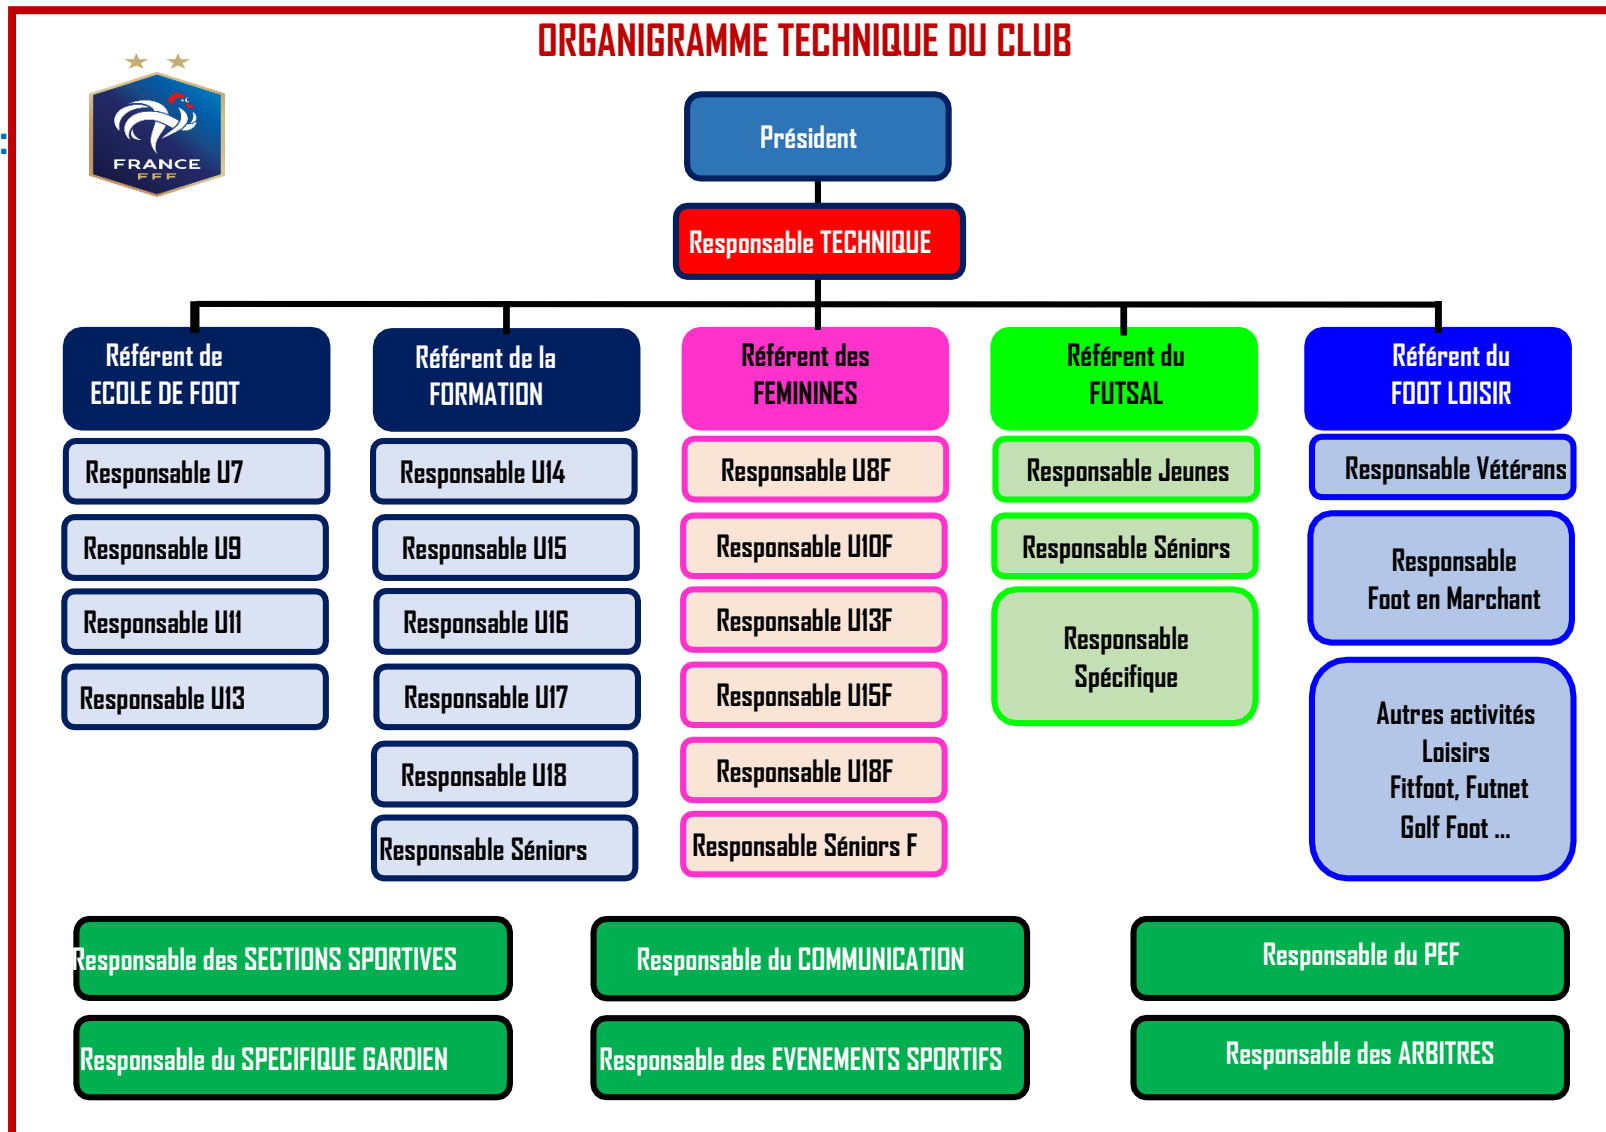 ORGANIGRAMME TECHNIQUE DU CLUB
:
FRANCE
FFF
Président
Responsable TECHNIQUE
Référent de
ECOLE DE FOOT
Responsable U7
Responsable U9
Responsable U11
Responsable U13
Référent de la
FORMATION
Responsable U14
Responsable U15
Responsable U16
Responsable U17
Responsable U18
Responsable Séniors
Référent des
FEMININES
Responsable U8F
Responsable U10F
Responsable U13F
Responsable U15F
Responsable U18F
Responsable Séniors F
Référent du
FUTSAL
Responsable Jeunes
Responsable Séniors
Responsable
Spécifique
Référent du
FOOT LOISIR
Responsable Vétérans
Responsable
Foot en Marchant
Autres activités
Loisirs
Fitfoot, Futnet
Golf Foot ...
Responsable des SECTIONS SPORTIVES
Responsable du COMMUNICATION
Responsable du PEF
Responsable du SPECIFIQUE GARDIEN
Responsable des EVENEMENTS SPORTIFS
Responsable des ARBITRES